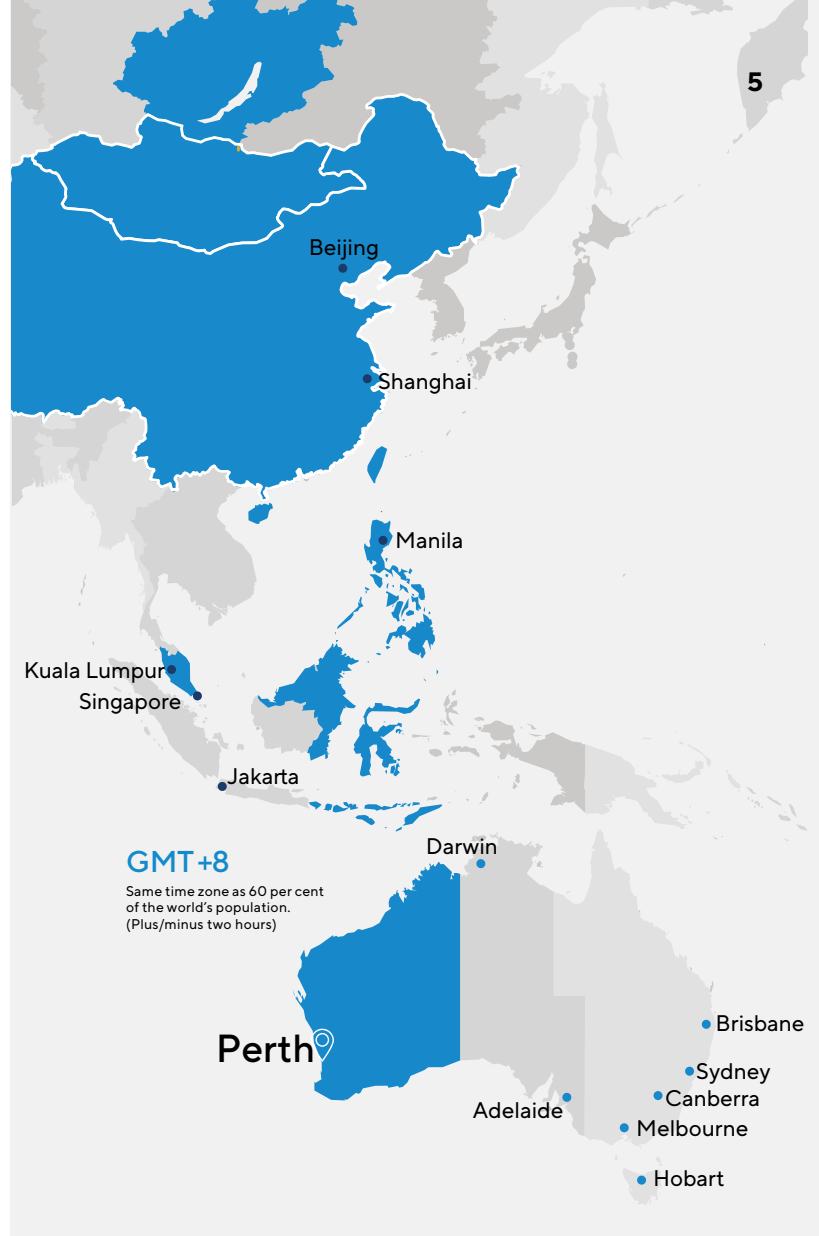 5
Beijing
Shanghai
Manila
Kuala Lumpur
Singapore
Jakarta
Darwin
GMT+8
Same time zone as 60 per cent
of the world's population.
(Plus/minus two hours)
Brisbane
Perth
Sydney
Canberra
Adelaide
Melbourne
Hobart